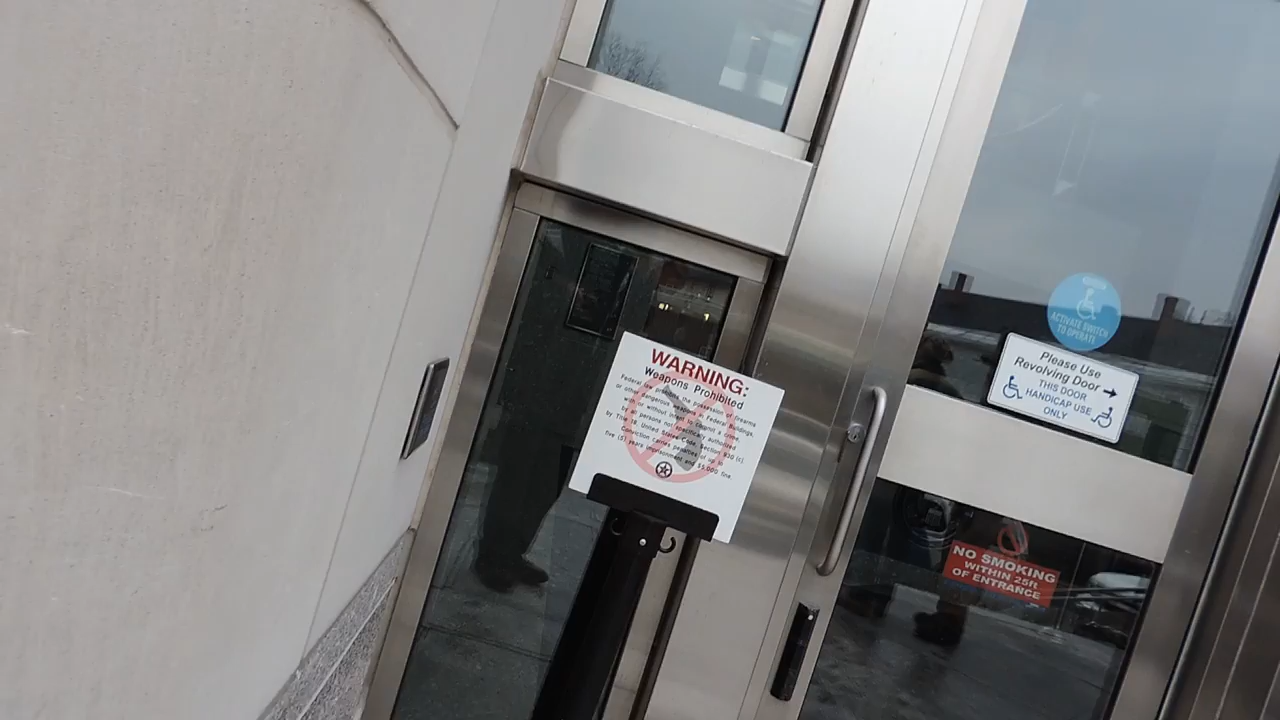 WARNING:
Weapons Prohibited
Federal law prohibits the possession of firearms
or other dangerous weapons in Federal Buildings,
with or without intent to commit a crime,
by all persons not specifically authorized
by Title 18, United States Code, Section 930 (c).
Conviction carries penalties of up to
five (5) years imprisonment and $5,000 fine.
ACTIVATE SWITCH
TO OPERATE
Please Use
Revolving Door
THIS DOOR
HANDICAP USE
ONLY
NO SMOKING
WITHIN 25ft
OF ENTRANCE